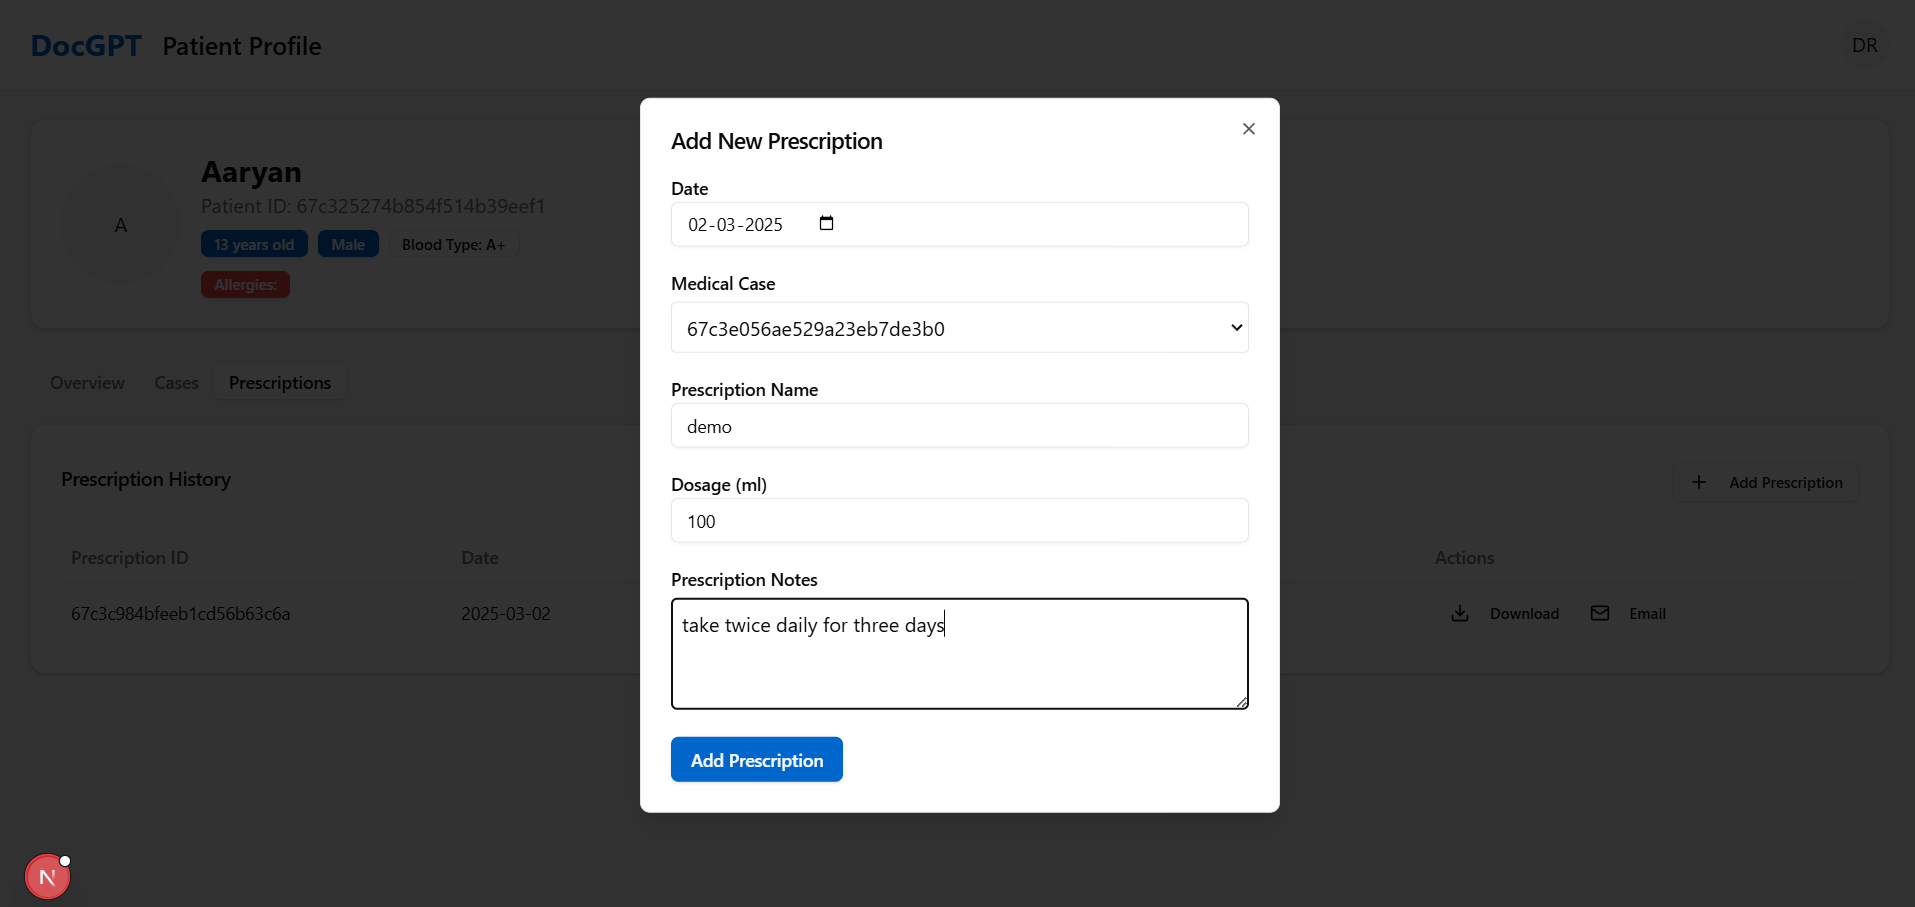 DocGPT Patient Profile
DR
A
Aaryan
Patient ID: 67c325274b854f514b39eef1
13 years old Male Blood Type: A+
Allergies:
Overview Cases Prescriptions
Prescription History
Add Prescription
Prescription ID Date Actions
67c3c984bfeeb1cd56b63c6a 2025-03-02 Download Email
Add New Prescription
Date
02-03-2025
Medical Case
67c3e056ae529a23eb7de3b0
Prescription Name
demo
Dosage (ml)
100
Prescription Notes
take twice daily for three days
Add Prescription
N